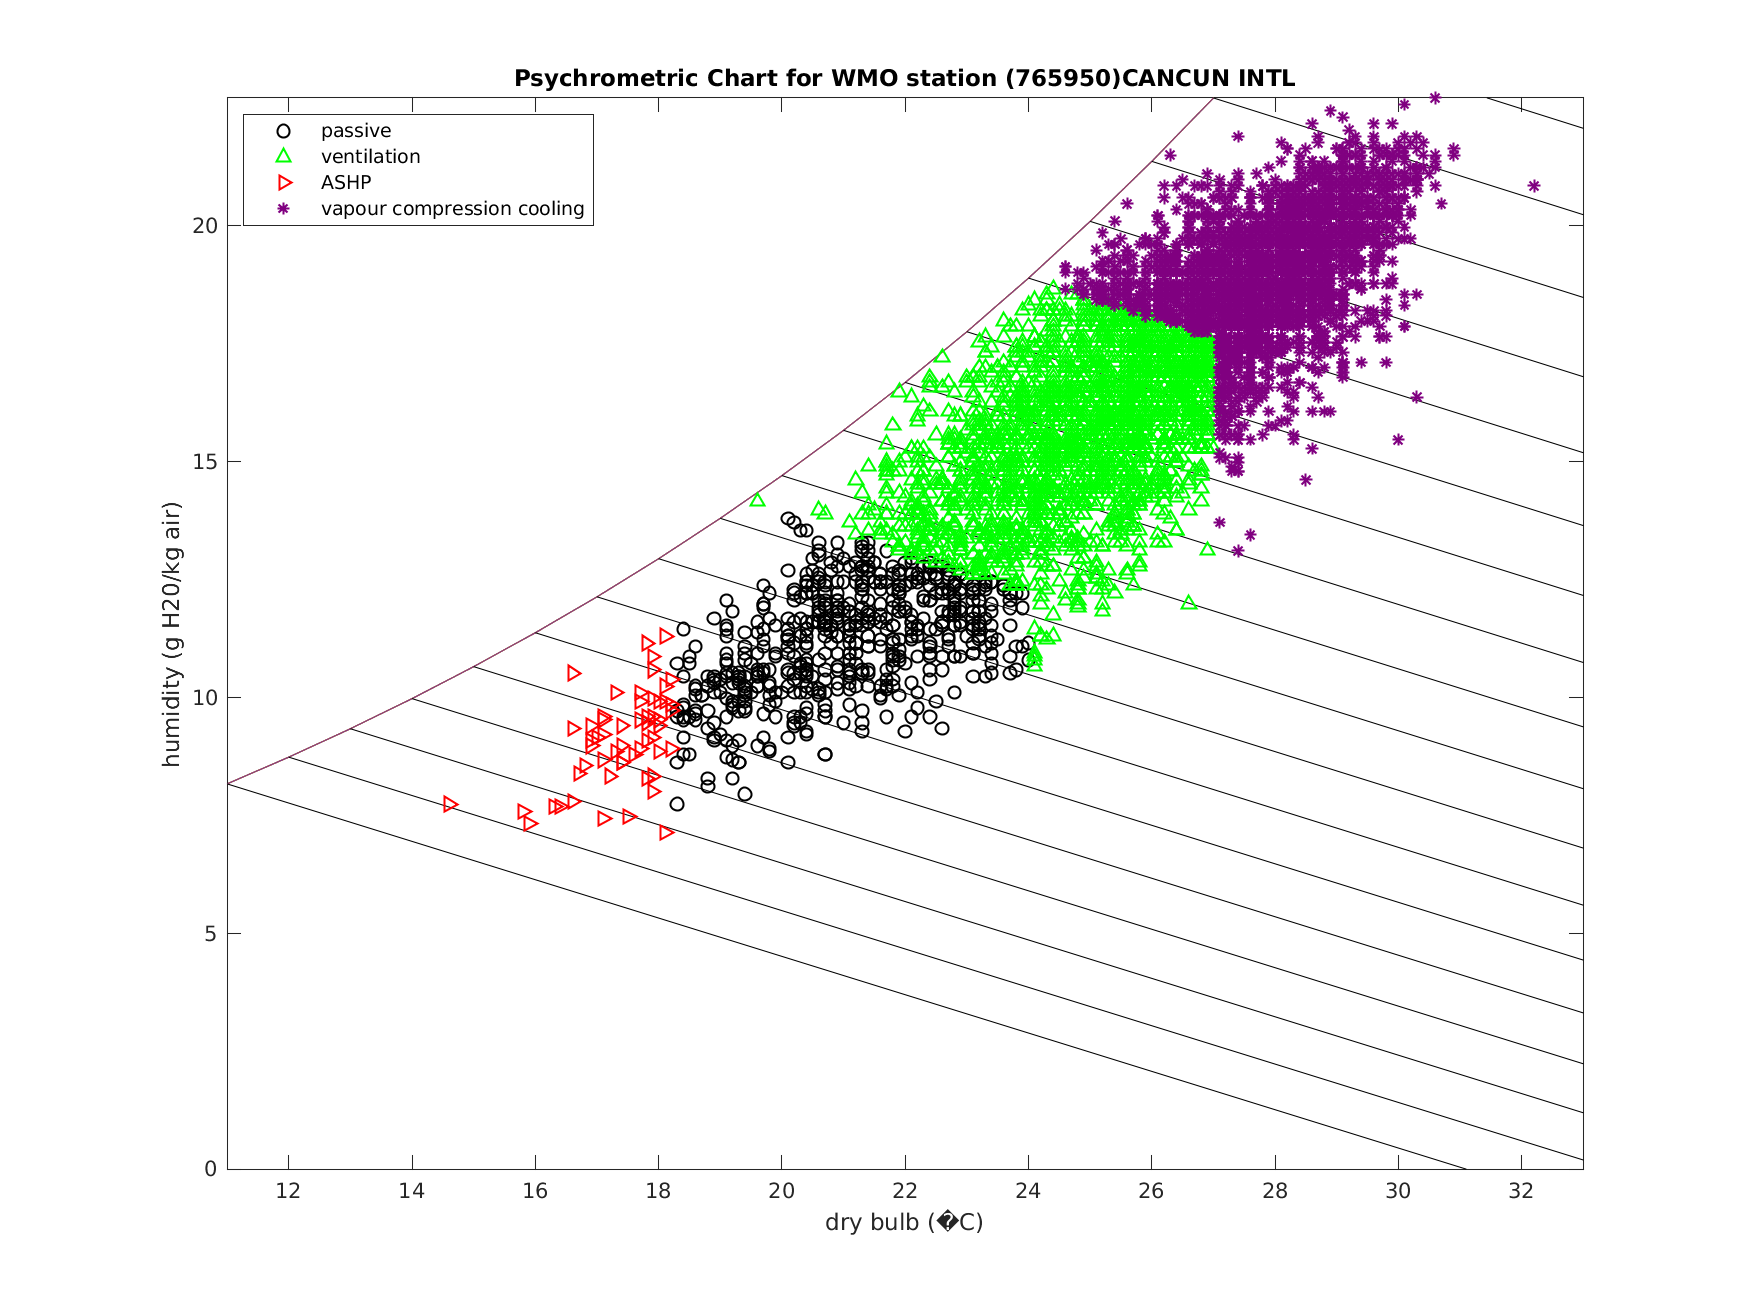 Psychrometric Chart for WMO station (765950)CANCUN INTL
passive
ventilation
ASHP
vapour compression cooling
humidity (g H20/kg air)
20
15
10
5
0
12 14 16 18 20 22 24 26 28 30 32
dry bulb (�C)